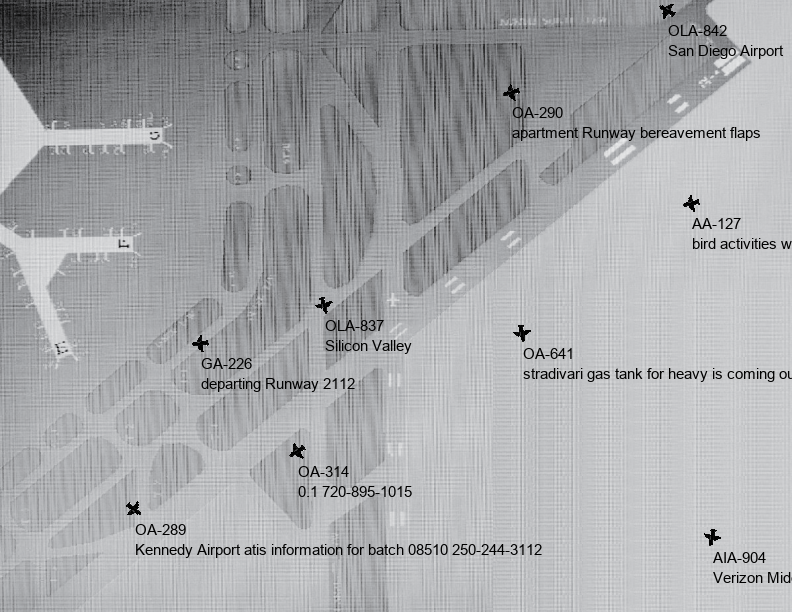 OLA-842
San Diego Airport
OA-290
apartment Runway bereavement flaps
AA-127
bird activities w
OLA-837
Silicon Valley
OA-641
stradivari gas tank for heavy is coming ou
GA-226
departing Runway 2112
OA-314
0.1 720-895-1015
OA-289
Kennedy Airport atis information for batch 08510 250-244-3112
AIA-904
Verizon Mid
G
F